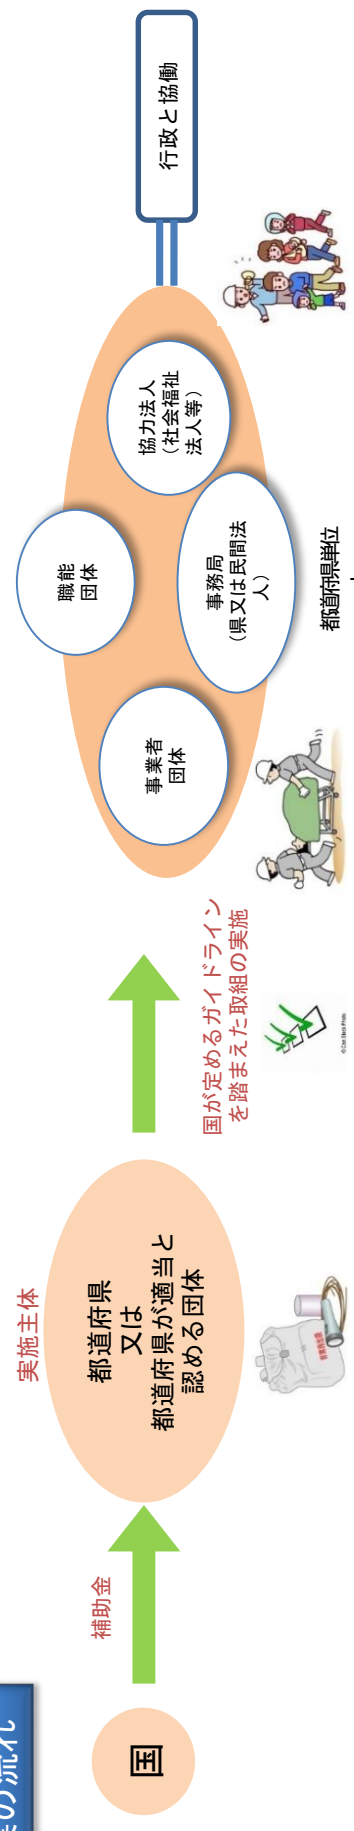 の流れ
国
補助金
実施主体
都道府県
又は
都道府県が適当と
認める団体
国が定めるガイドライン
を踏まえた取組の実施
事業者
団体
職能
団体
事務局
（県又は民間法
人）
協力法人
（社会福祉
法人等）
都道府県単位
行政と協働
© Can Stock Photo